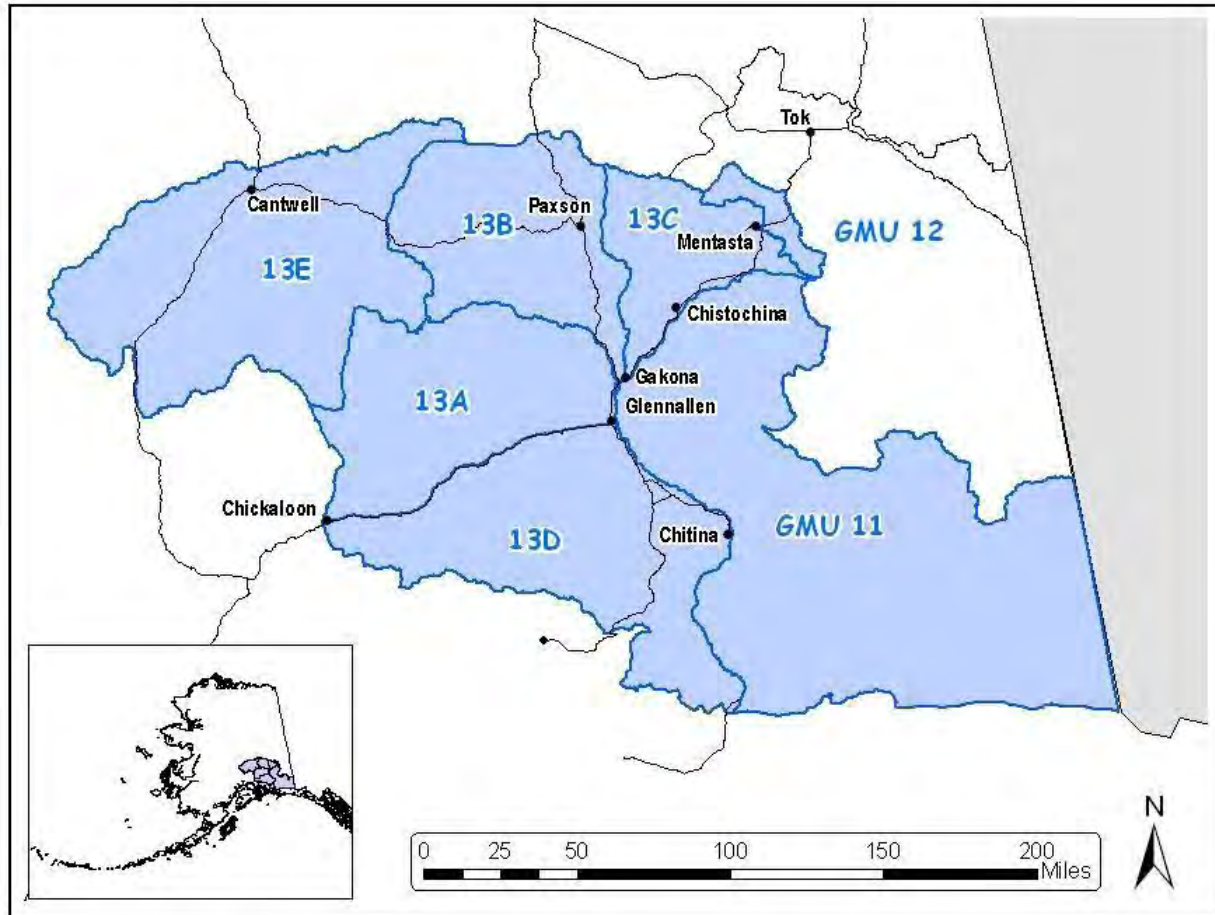 Tok
Cantwell
Paxson
13B
13C
Mentasta
GMU 12
13E
Chistochina
Gakona
13A
Glennallen
Chickaloon
13D
Chitina
GMU 11
N
0 25 50 100 150 200
Miles